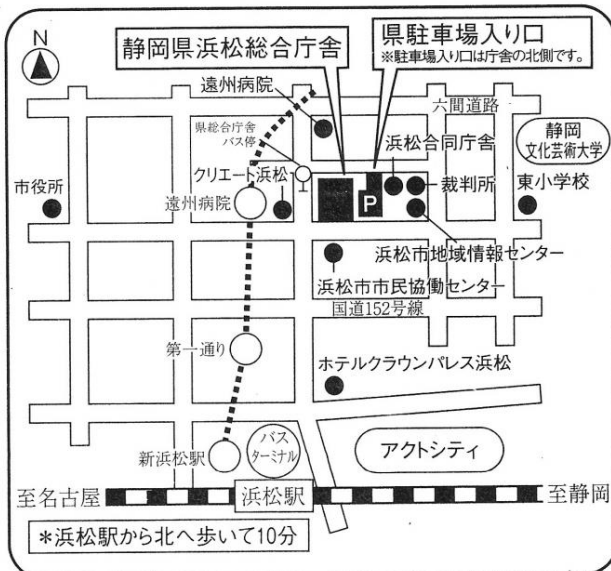 N
静岡県浜松総合庁舎
県駐車場入り口
※駐車場入り口は庁舎の北側です。
遠州病院
六間道路
県総合庁舎
バス停
浜松合同庁舎
静岡
文化芸術大学
クリエート浜松
裁判所
東小学校
市役所
遠州病院
P
浜松市地域情報センター
浜松市市民協働センター
国道152号線
第一通り
ホテルクラウンパレス浜松
新浜松駅
バス
ターミナル
アクトシティ
至名古屋
浜松駅
至静岡
*浜松駅から北へ歩いて10分